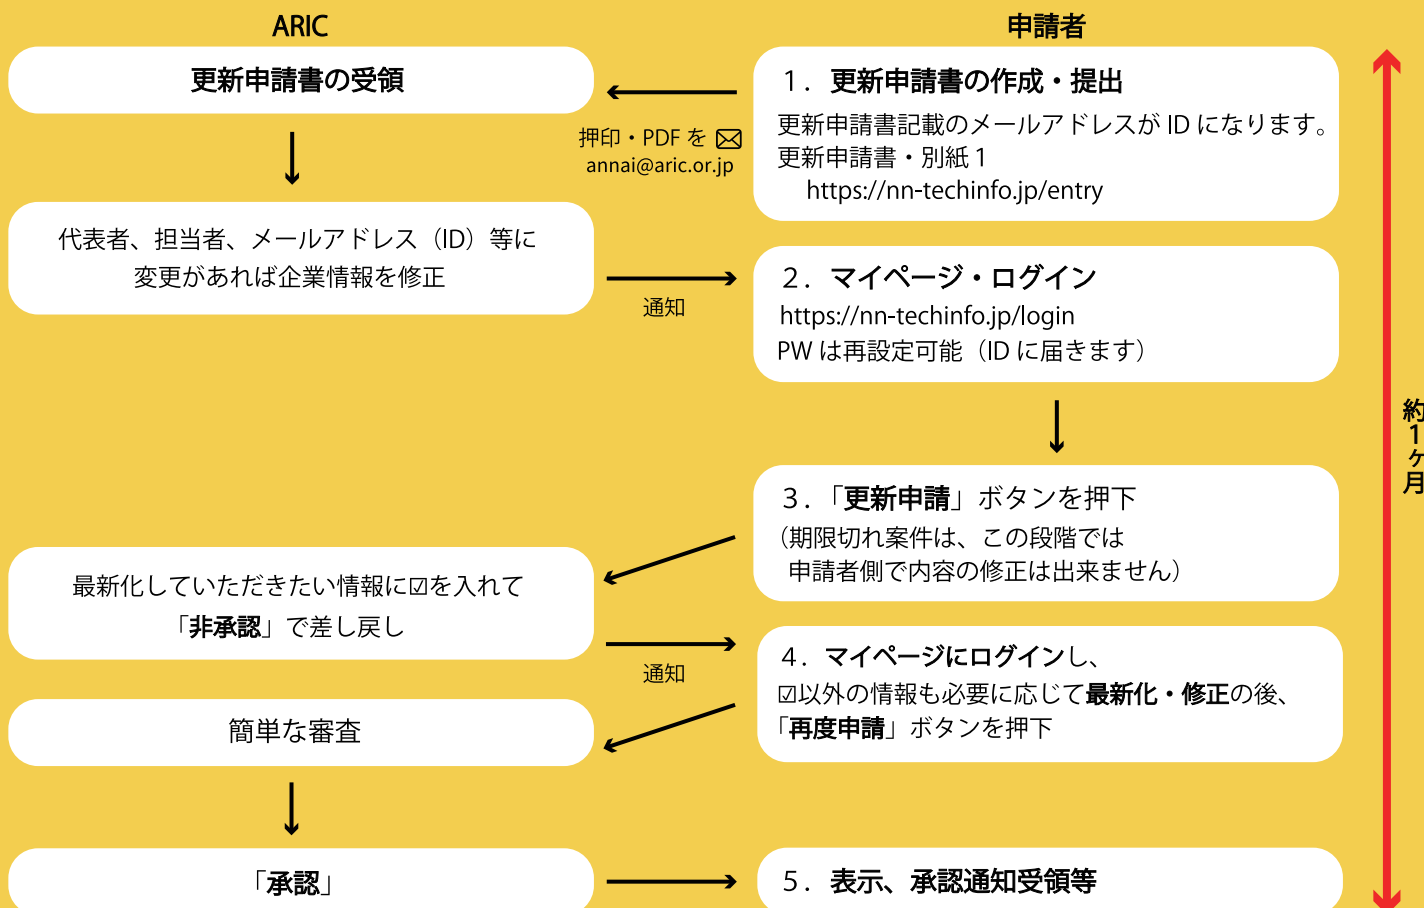 ARIC
申請者
更新申請書の受領
1. 更新申請書の作成・提出
更新申請書記載のメールアドレスが ID になります。
更新申請書・別紙 1
https://nn-techinfo.jp/entry
押印・PDF を
annai@aric.or.jp
代表者、担当者、メールアドレス（ID）等に
変更があれば企業情報を修正
通知
2. マイページ・ログイン
https://nn-techinfo.jp/login
PW は再設定可能（ID に届きます）
3.「更新申請」ボタンを押下
（期限切れ案件は、この段階では
申請者側で内容の修正は出来ません）
最新化していただきたい情報に☑を入れて
「非承認」で差し戻し
通知
4. マイページにログインし、
☑以外の情報も必要に応じて最新化・修正の後、
「再度申請」ボタンを押下
簡単な審査
「承認」
5. 表示、承認通知受領等
約1ヶ月